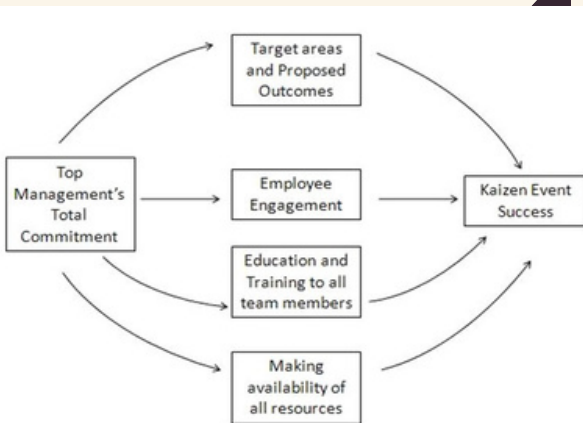 Target areas
and Proposed
Outcomes
Top
Management's
Total
Commitment
Employee
Engagement
Kaizen Event
Success
Education and
Training to all
team members
Making
availability of
all resources